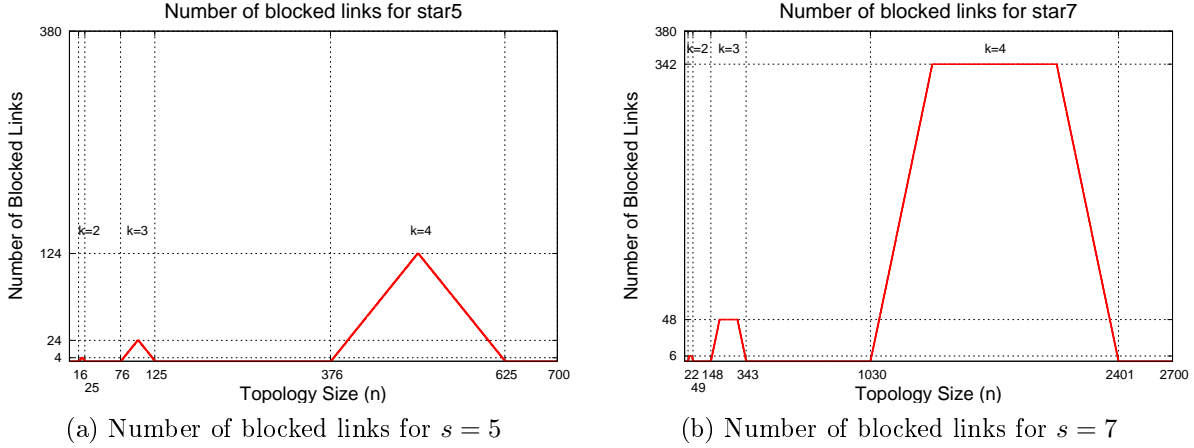 Number of blocked links for star5
380
k=2 k=3 k=4
124
24
4
16 76 125 376 625 700
25
Number of Blocked Links
Topology Size (n)
(a) Number of blocked links for s = 5
Number of blocked links for star7
380
k=2 k=3 k=4
342
48
6
22 148 343 1030 2401 2700
49
Number of Blocked Links
Topology Size (n)
(b) Number of blocked links for s = 7